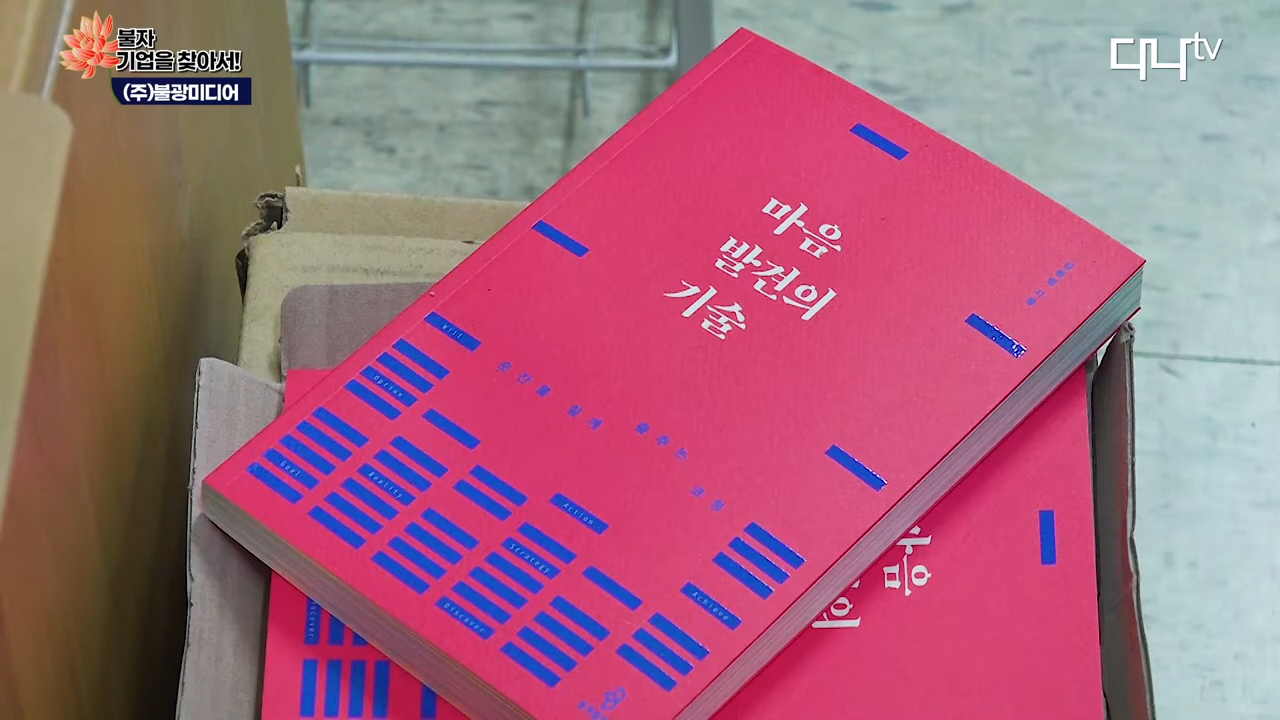 불자
기업을 찾아서!
(주)불광미디어
디나tv
마음
발견의
기술
Will
Option
Goal
Reality
Action
Strategy
Discover
Achieve